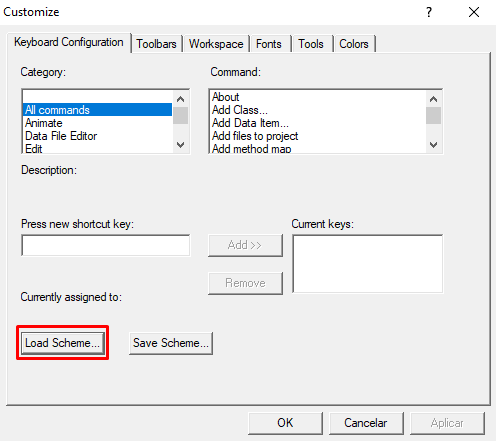 Customize
Keyboard Configuration Toolbars Workspace Fonts Tools Colors
Category: Command:
All commands
Animate
Data File Editor
Edit
About
Add Class...
Add Data Item...
Add files to project
Add method map
Description:
Press new shortcut key: Current keys:
Add >>
Remove
Currently assigned to:
Load Scheme... Save Scheme...
OK Cancelar Aplicar